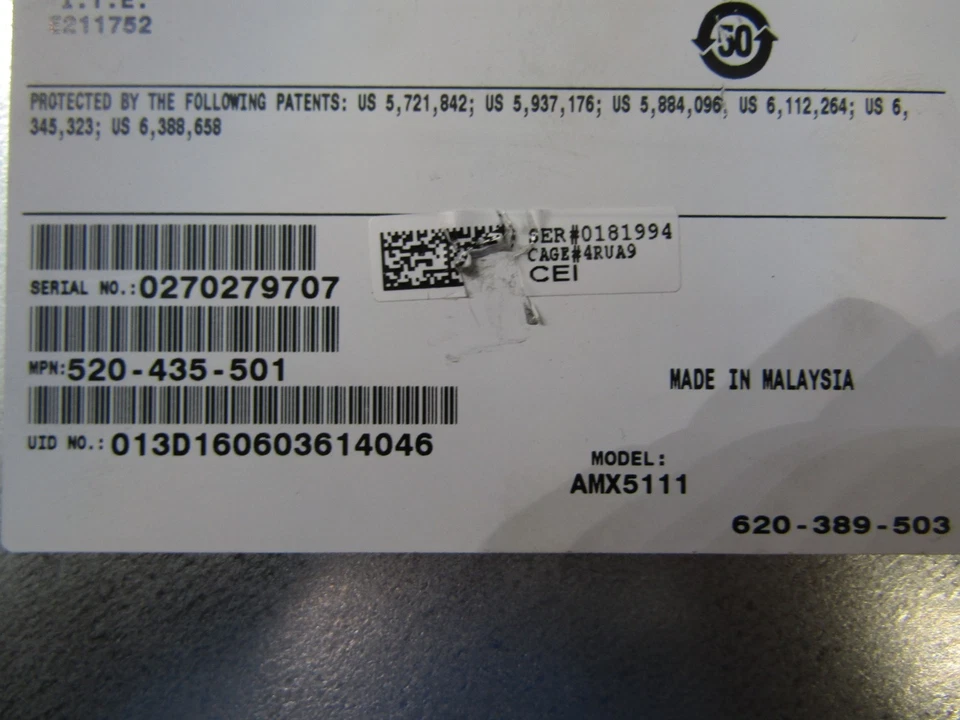 I.T.E.
E211752
50
PROTECTED BY THE FOLLOWING PATENTS: US 5,721,842; US 5,937,176; US 5,884,096; US 6,112,264; US 6,
345,323; US 6,388,658
SER#0181994
CAGE#4RUA9
CEI
SERIAL NO.:0270279707
MPN:520-435-501
MADE IN MALAYSIA
UID NO.: 013D160603614046
MODEL:
AMX5111
620-389-503